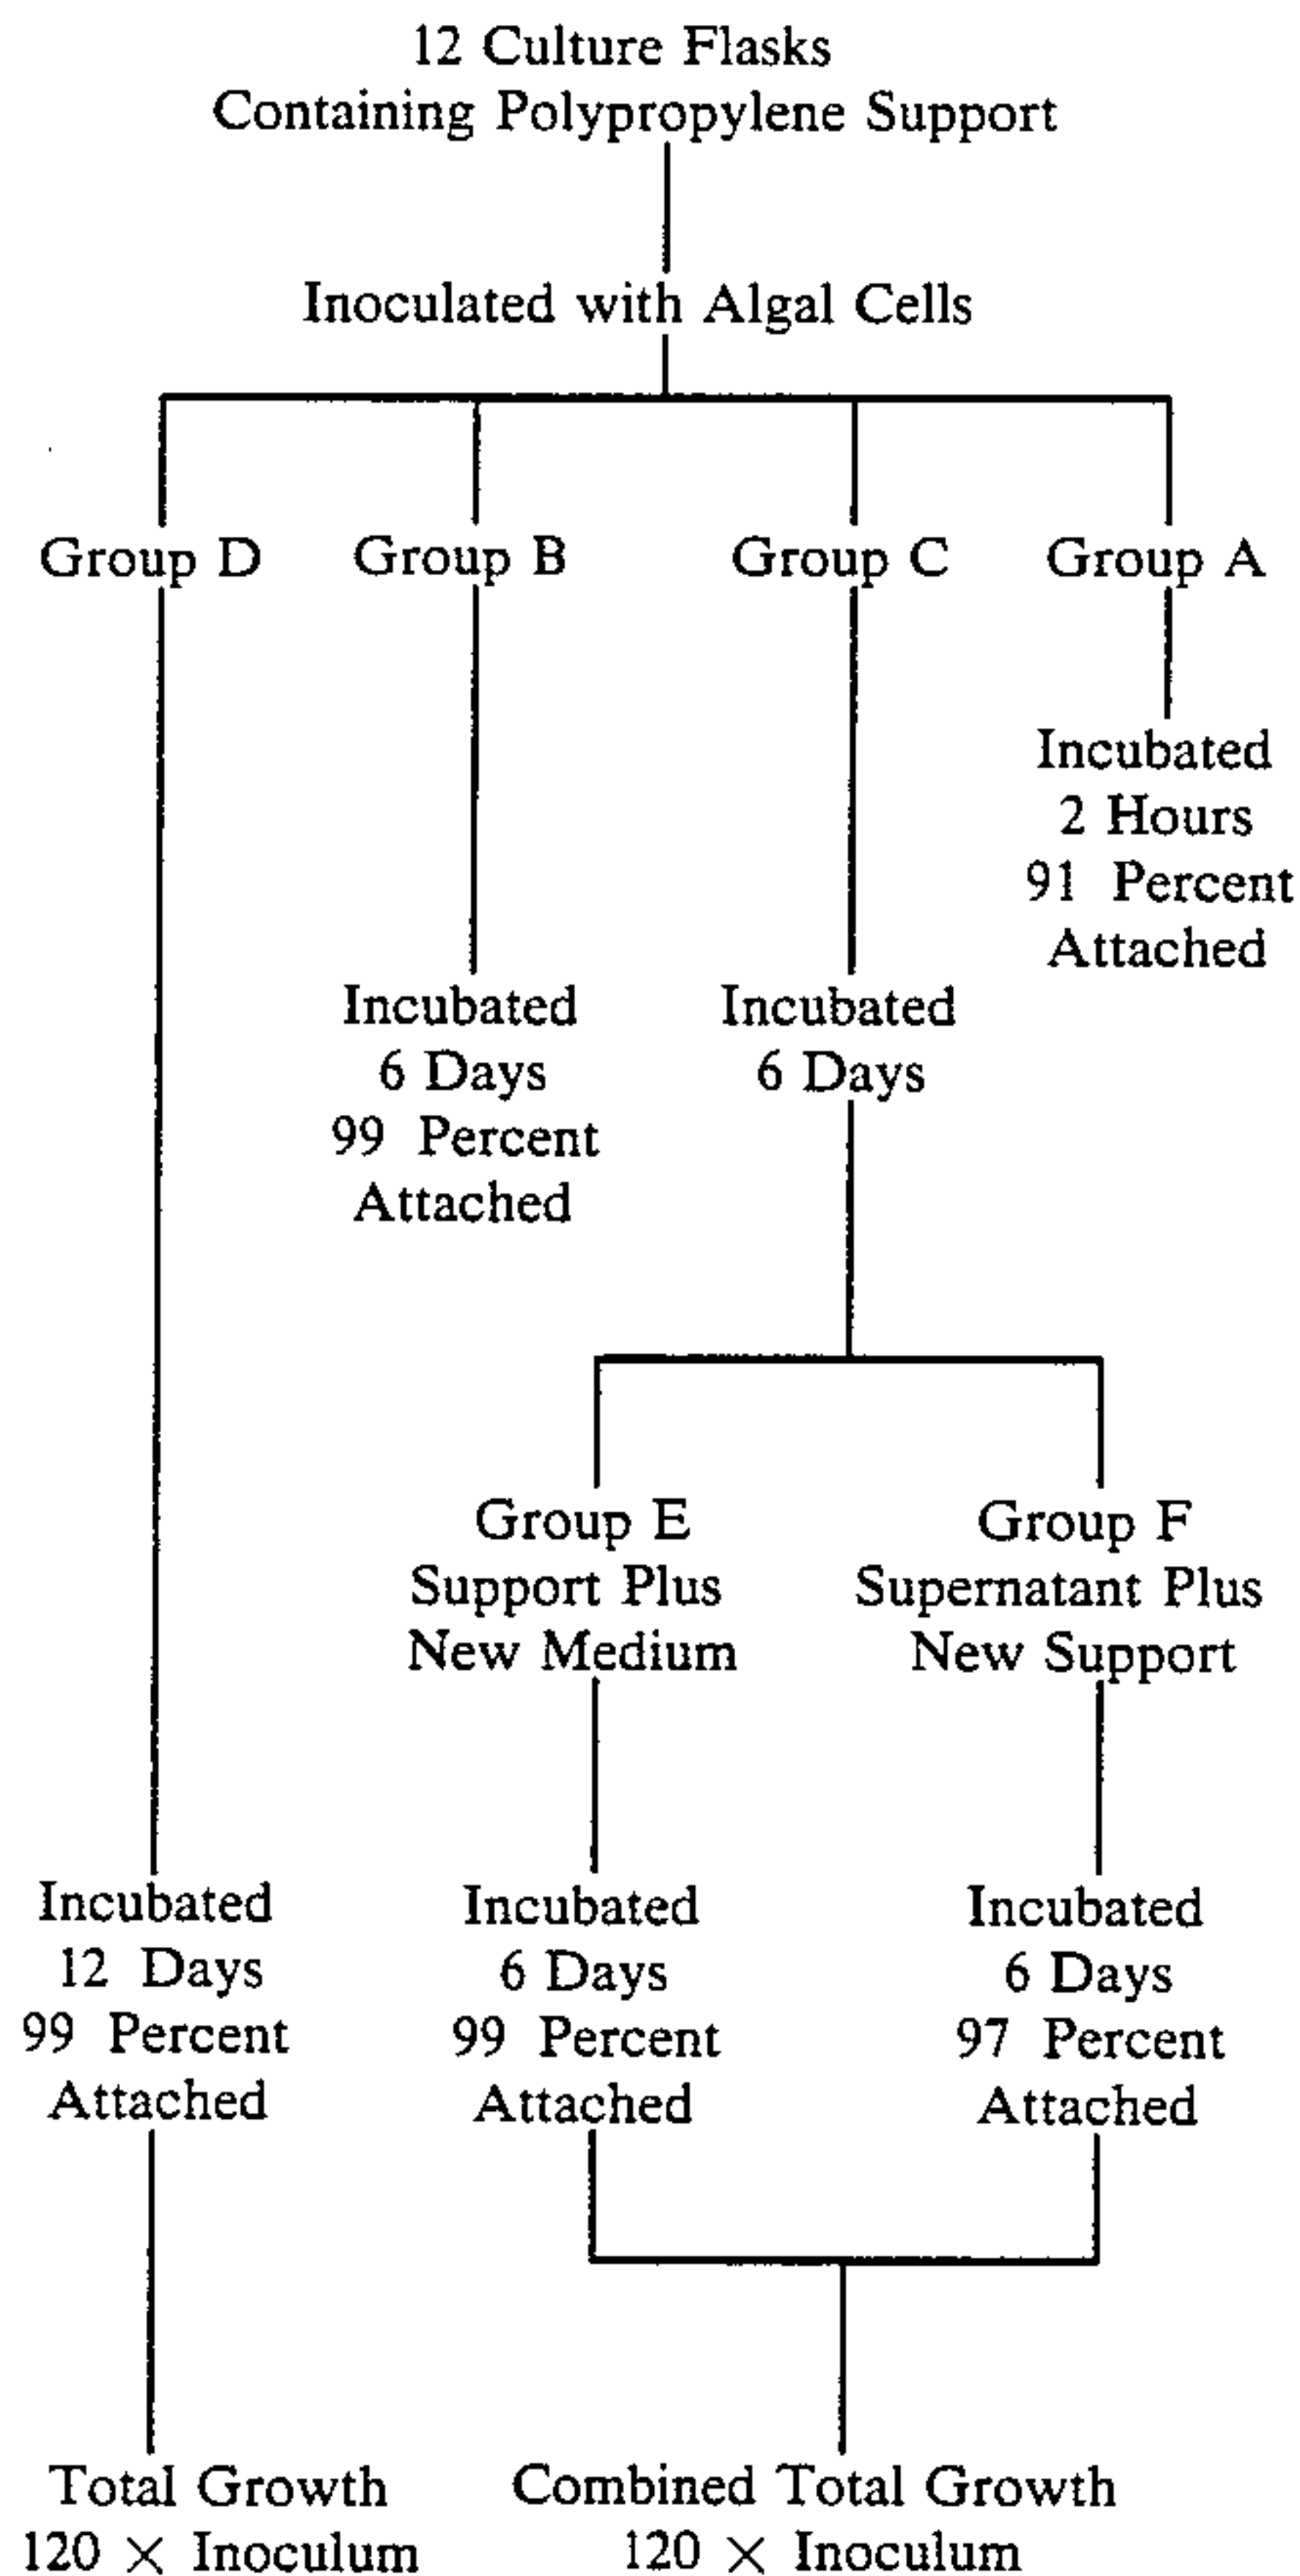 12 Culture Flasks
Containing Polypropylene Support
Inoculated with Algal Cells
Group D
Group B
Group C
Group A
Incubated
2 Hours
91 Percent
Attached
Incubated
6 Days
99 Percent
Attached
Incubated
6 Days
Group E
Support Plus
New Medium
Group F
Supernatant Plus
New Support
Incubated
12 Days
99 Percent
Attached
Incubated
6 Days
99 Percent
Attached
Incubated
6 Days
97 Percent
Attached
Total Growth
120 × Inoculum
Combined Total Growth
120 × Inoculum